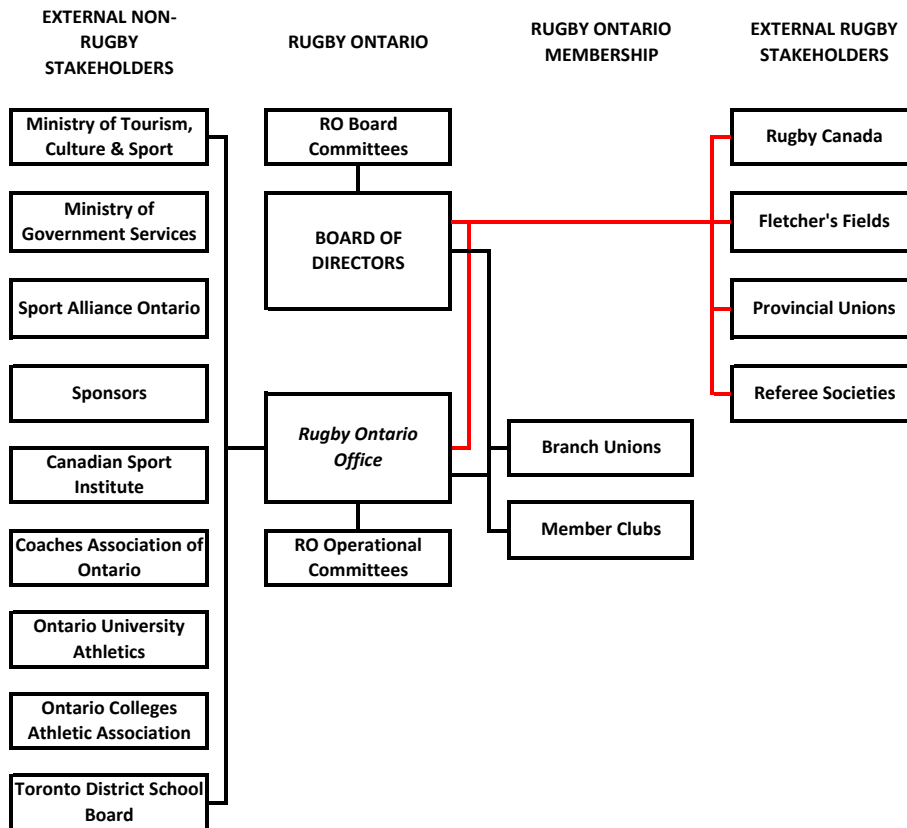 EXTERNAL NON-
RUGBY
STAKEHOLDERS
RUGBY ONTARIO
RUGBY ONTARIO
MEMBERSHIP
EXTERNAL RUGBY
STAKEHOLDERS
Ministry of Tourism,
Culture & Sport
Ministry of
Government Services
Sport Alliance Ontario
Sponsors
Canadian Sport
Institute
Coaches Association of
Ontario
Ontario University
Athletics
Ontario Colleges
Athletic Association
Toronto District School
Board
RO Board
Committees
BOARD OF
DIRECTORS
Rugby Ontario
Office
RO Operational
Committees
Branch Unions
Member Clubs
Rugby Canada
Fletcher's Fields
Provincial Unions
Referee Societies